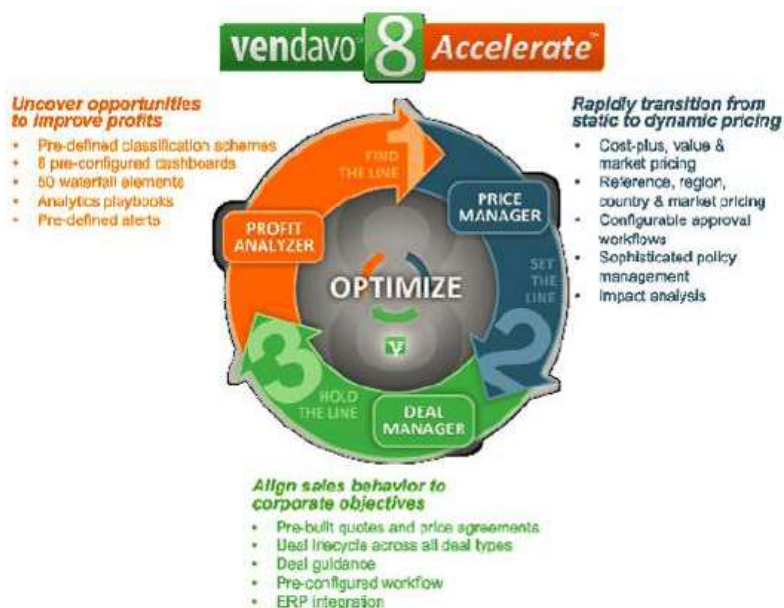 vendavo™ 8 Accelerate™
Uncover opportunities
to improve profits
• Pre-defined classification schemes
• 6 pre-configured dashboards
• 50 waterfall elements
• Analytics playbooks
• Pre-defined alerts
Rapidly transition from
static to dynamic pricing
• Cost-plus, value &
market pricing
• Reference, region,
country & market pricing
• Configurable approval
workflows
• Sophisticated policy
management
• Impact analysis
1
FIND
THE LINE
PROFIT
ANALYZER
PRICE
MANAGER
SET
THE
LINE
2
OPTIMIZE
v
3
HOLD
THE LINE
DEAL
MANAGER
Align sales behavior to
corporate objectives
• Pre-built quotes and price agreements
• Deal lifecycle across all deal types
• Deal guidance
• Pre-configured workflow
• ERP integration